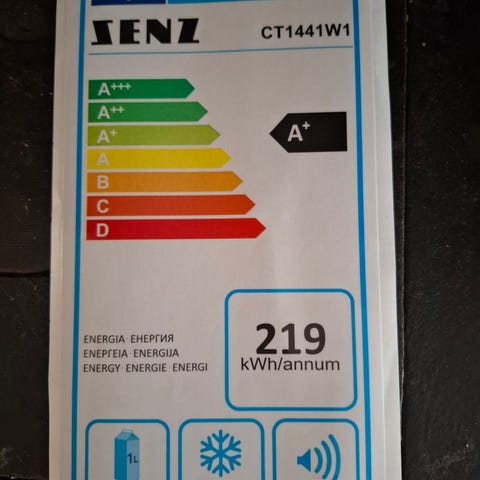 SENZ CT1441W1
A+++
A++
A+
A+
A
B
C
D
ENERGIA · ЕНЕРГИЯ
ΕΝΕΡΓΕΙΑ · ENERGIJA
ENERGY · ENERGIE · ENERGI
219
kWh/annum
1L